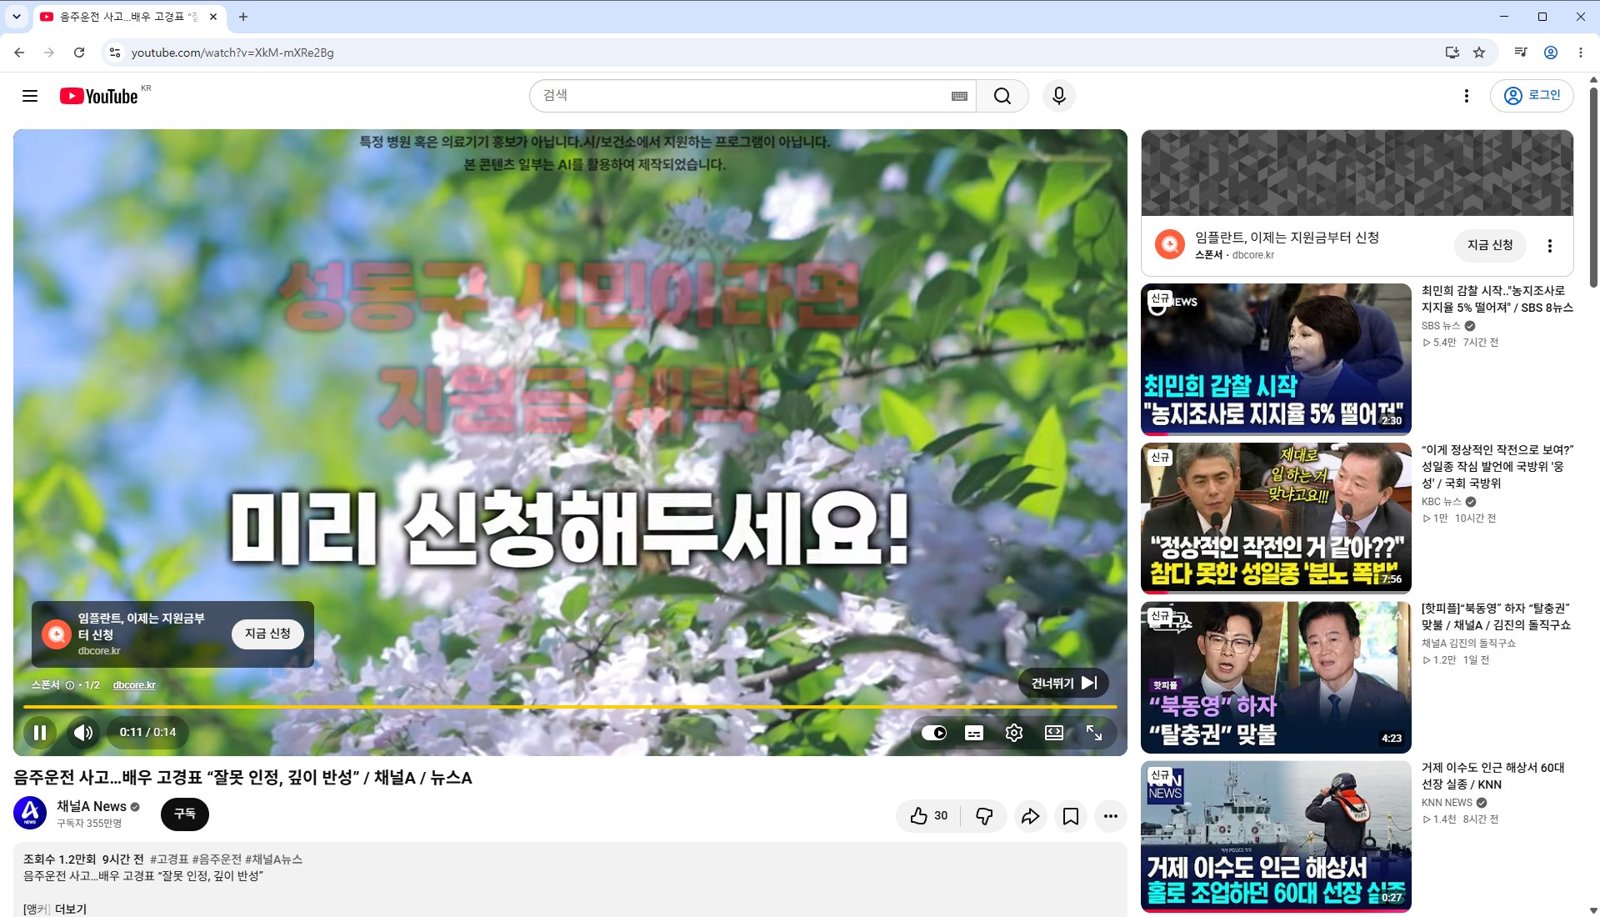 음주운전 사고...배우 고경표 “잘
youtube.com/watch?v=XkM-mXRe2Bg
YouTube KR
검색
로그인
특정 병원 혹은 의료기기 홍보가 아닙니다.시/보건소에서 지원하는 프로그램이 아닙니다.
본 콘텐츠 일부는 AI를 활용하여 제작되었습니다.
성동구 시민이라면
지원금 혜택
미리 신청해두세요!
임플란트, 이제는 지원금부
터 신청
dbcore.kr
지금 신청
스폰서 • 1/2 dbcore.kr
건너뛰기
0:11 / 0:14
음주운전 사고...배우 고경표 “잘못 인정, 깊이 반성” / 채널A / 뉴스A
채널A News
구독자 355만명
구독
30
조회수 1.2만회 9시간 전 #고경표 #음주운전 #채널A뉴스
음주운전 사고...배우 고경표 “잘못 인정, 깊이 반성”
[앵커] 더보기
임플란트, 이제는 지원금부터 신청
스폰서 · dbcore.kr
지금 신청
신규
NEWS
최민희 감찰 시작
"농지조사로 지지율 5% 떨어져"
2:30
최민희 감찰 시작.."농지조사로
지지율 5% 떨어져" / SBS 8뉴스
SBS 뉴스
5.4만 7시간 전
신규
제대로
일 하는 거
맞냐고요!!!
“정상적인 작전인 거 같아??”
참다 못한 성일종 '분노 폭발'
7:56
“이게 정상적인 작전으로 보여?”
성일종 작심 발언에 국방위 '웅
성' / 국회 국방위
KBC 뉴스
1만 10시간 전
신규
핫피플
“북동영” 하자
“탈충권” 맞불
4:23
[핫피플]“북동영” 하자 “탈충권”
맞불 / 채널A / 김진의 돌직구쇼
채널A 김진의 돌직구쇼
1.2만 1일 전
신규
KNN
NEWS
거제 이수도 인근 해상서
홀로 조업하던 60대 선장 실종
0:27
거제 이수도 인근 해상서 60대
선장 실종 / KNN
KNN NEWS
1.4천 8시간 전